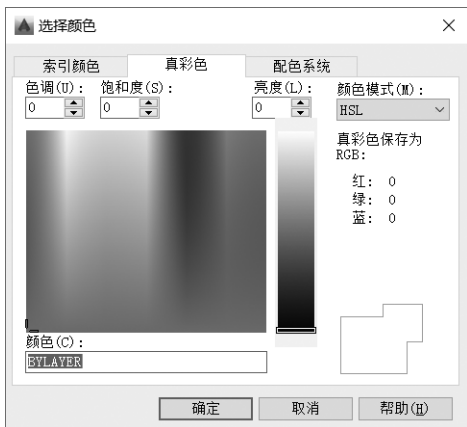 选择颜色
索引颜色 真彩色 配色系统
色调(U): 饱和度(S): 亮度(L): 颜色模式(M):
0 0 0 HSL
真彩色保存为
RGB:
红: 0
绿: 0
蓝: 0
颜色(C):
BYLAYER
确定 取消 帮助(H)